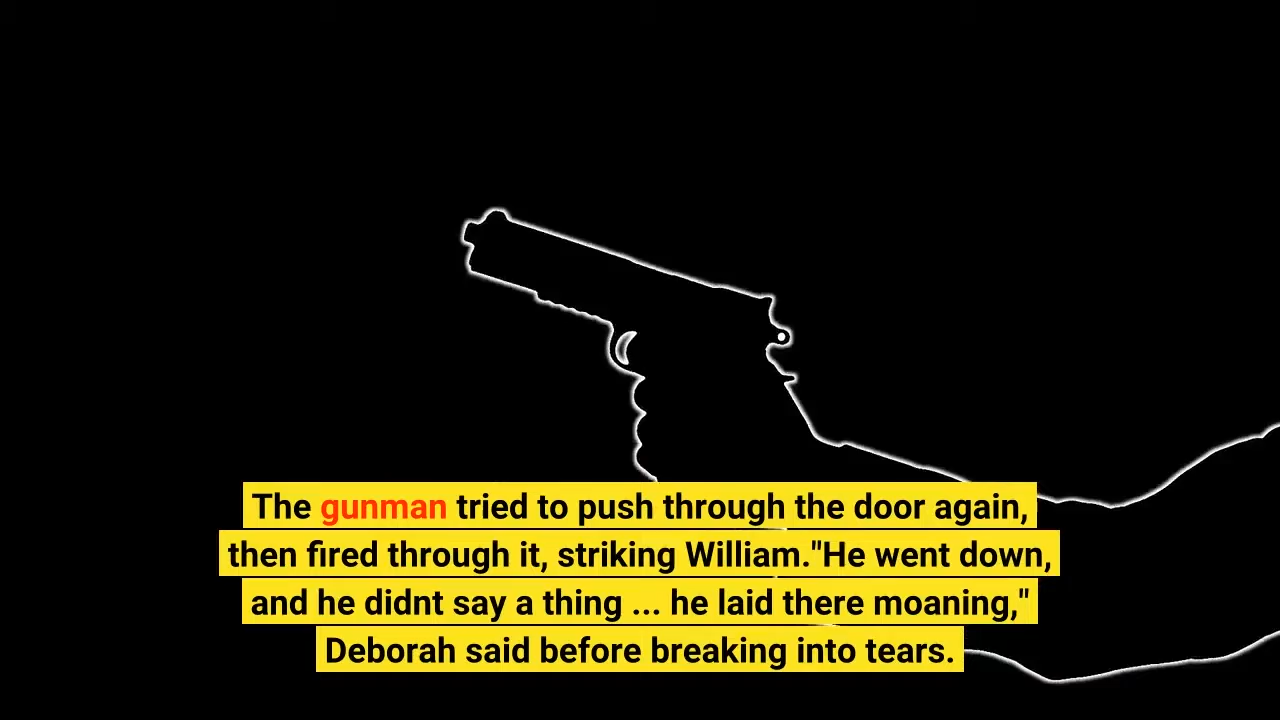 The gunman tried to push through the door again,
then fired through it, striking William."He went down,
and he didnt say a thing ... he laid there moaning,"
Deborah said before breaking into tears.